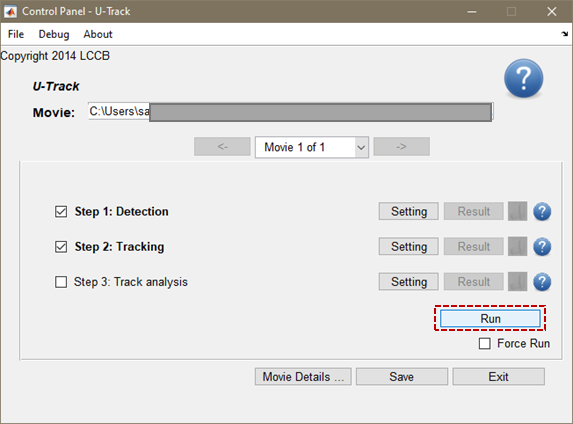 Control Panel - U-Track
File Debug About
Copyright 2014 LCCB
U-Track
?
Movie: C:\Users\sa
<- Movie 1 of 1 ->
Step 1: Detection Setting Result ?
Step 2: Tracking Setting Result ?
Step 3: Track analysis Setting Result ?
Run
Force Run
Movie Details ... Save Exit